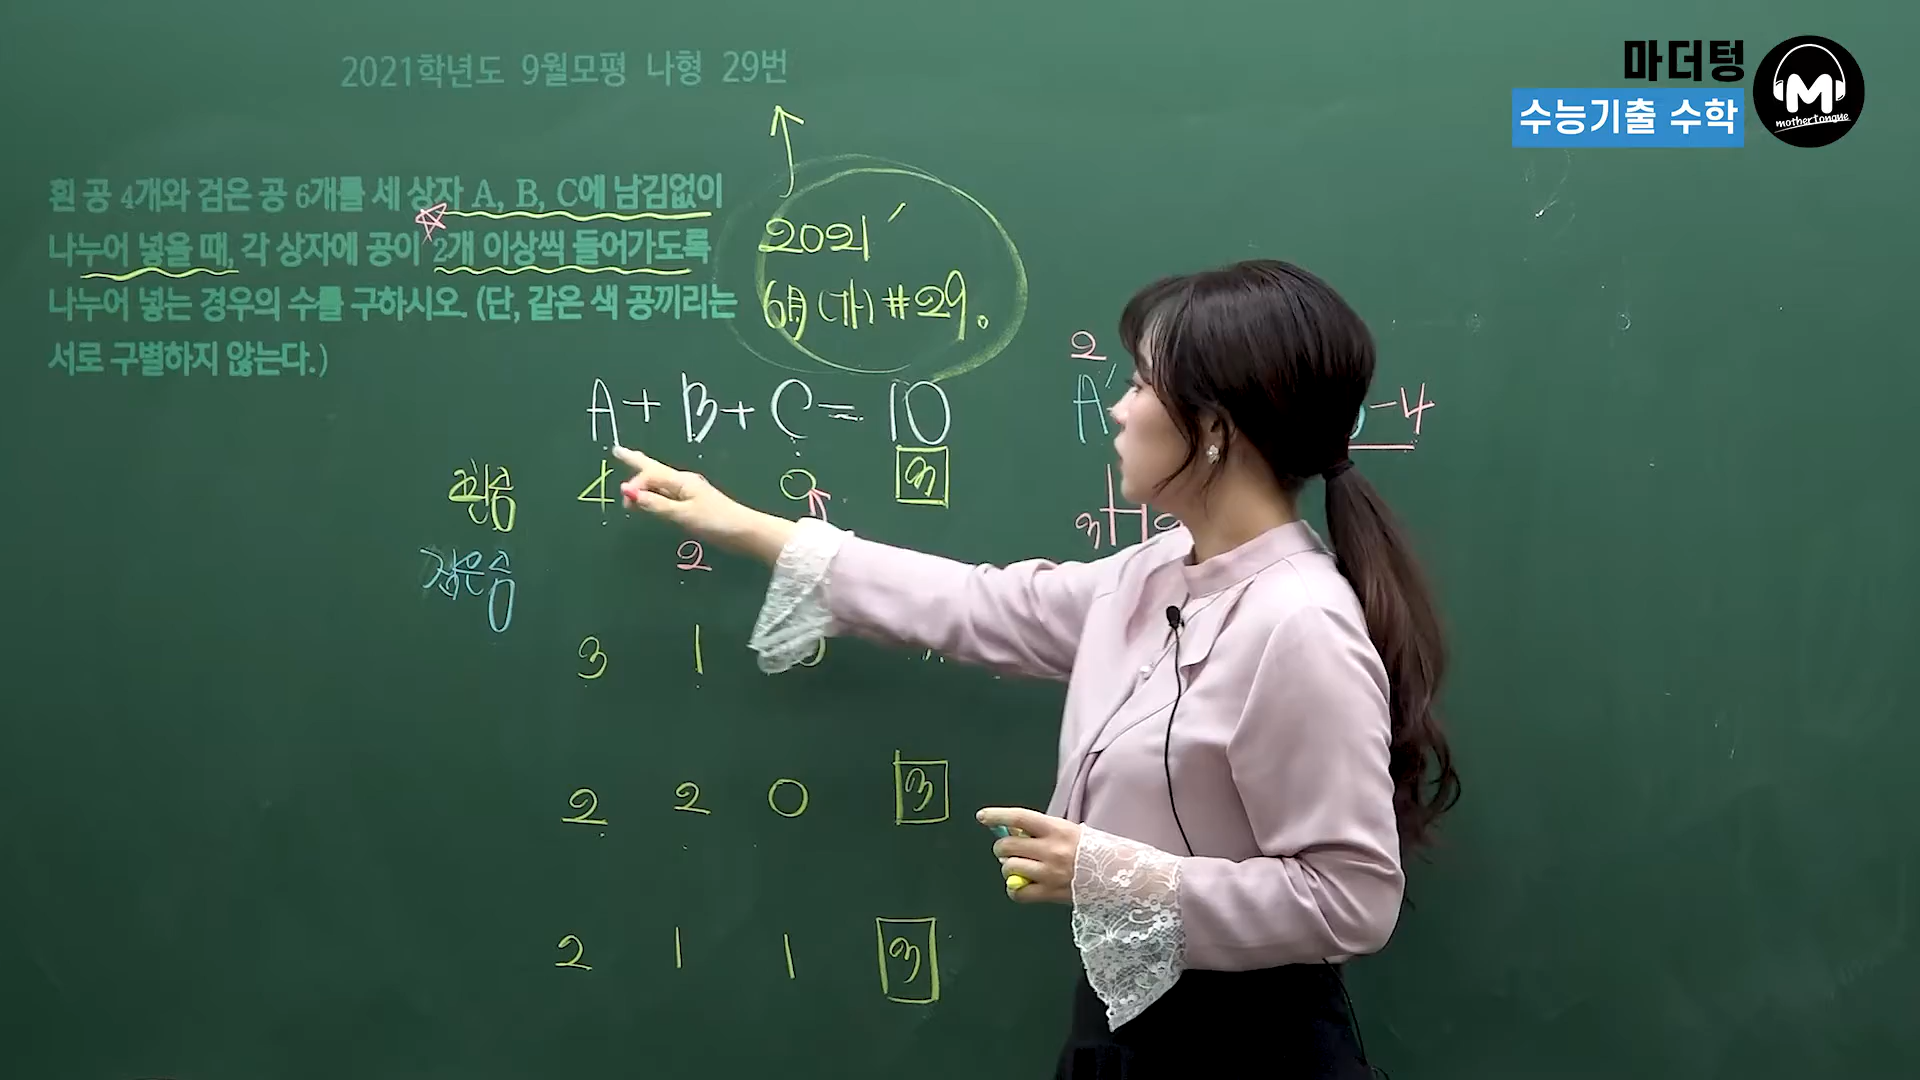 2021학년도 9월모평 나형 29번
마더텅
수능기출 수학
M
mothertongue
흰 공 4개와 검은 공 6개를 세 상자 A, B, C에 남김없이
나누어 넣을 때, 각 상자에 공이 2개 이상씩 들어가도록
나누어 넣는 경우의 수를 구하시오. (단, 같은 색 공끼리는
서로 구별하지 않는다.)
2021′
6月 (가) #29.
A + B + C = 10
2
A′
-4
흰공 4 0 3
3H
검은공 2
3 1
2 2 0 3
2 1 1 3